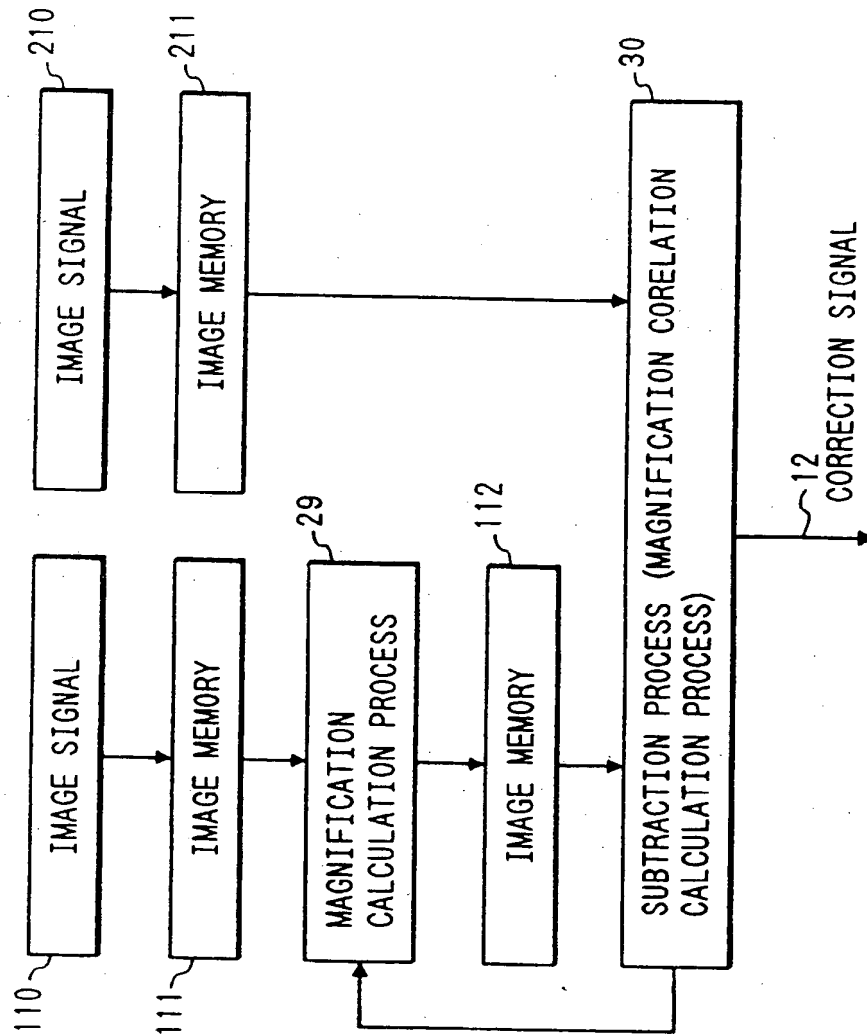 110
IMAGE SIGNAL
210
IMAGE SIGNAL
111
IMAGE MEMORY
211
IMAGE MEMORY
29
MAGNIFICATION
CALCULATION PROCESS
112
IMAGE MEMORY
30
SUBTRACTION PROCESS (MAGNIFICATION CORELATION
CALCULATION PROCESS)
12
CORRECTION SIGNAL